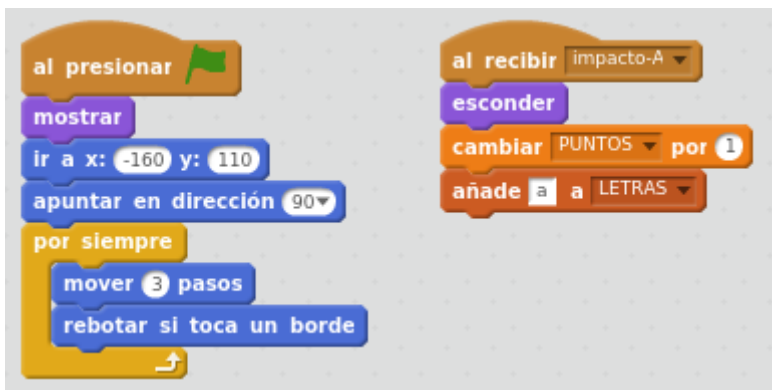 al presionar
mostrar
ir a x: -160 y: 110
apuntar en dirección 90
por siempre
mover 3 pasos
rebotar si toca un borde
al recibir impacto-A
esconder
cambiar PUNTOS por 1
añade a a LETRAS